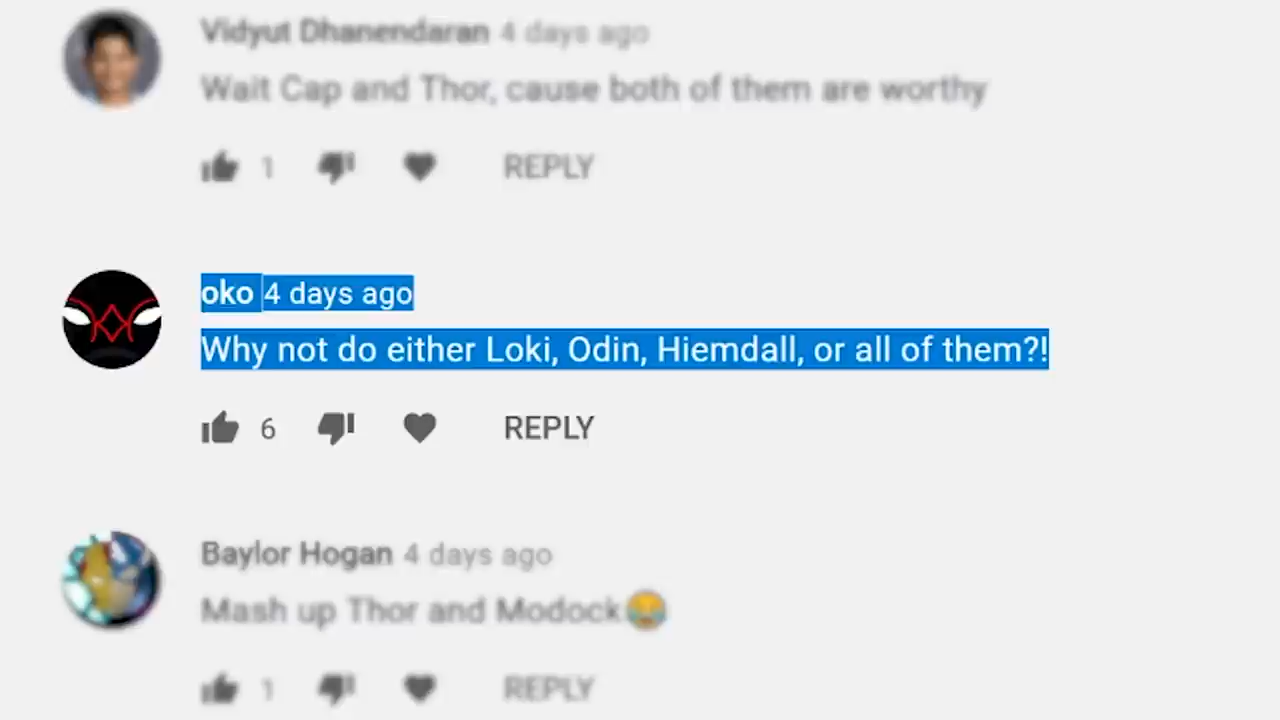 Vidyut Dhanendaran 4 days ago
Wait Cap and Thor, cause both of them are worthy
1 REPLY
oko 4 days ago
Why not do either Loki, Odin, Hiemdall, or all of them?!
6 REPLY
Baylor Hogan 4 days ago
Mash up Thor and Modock😂
1 REPLY